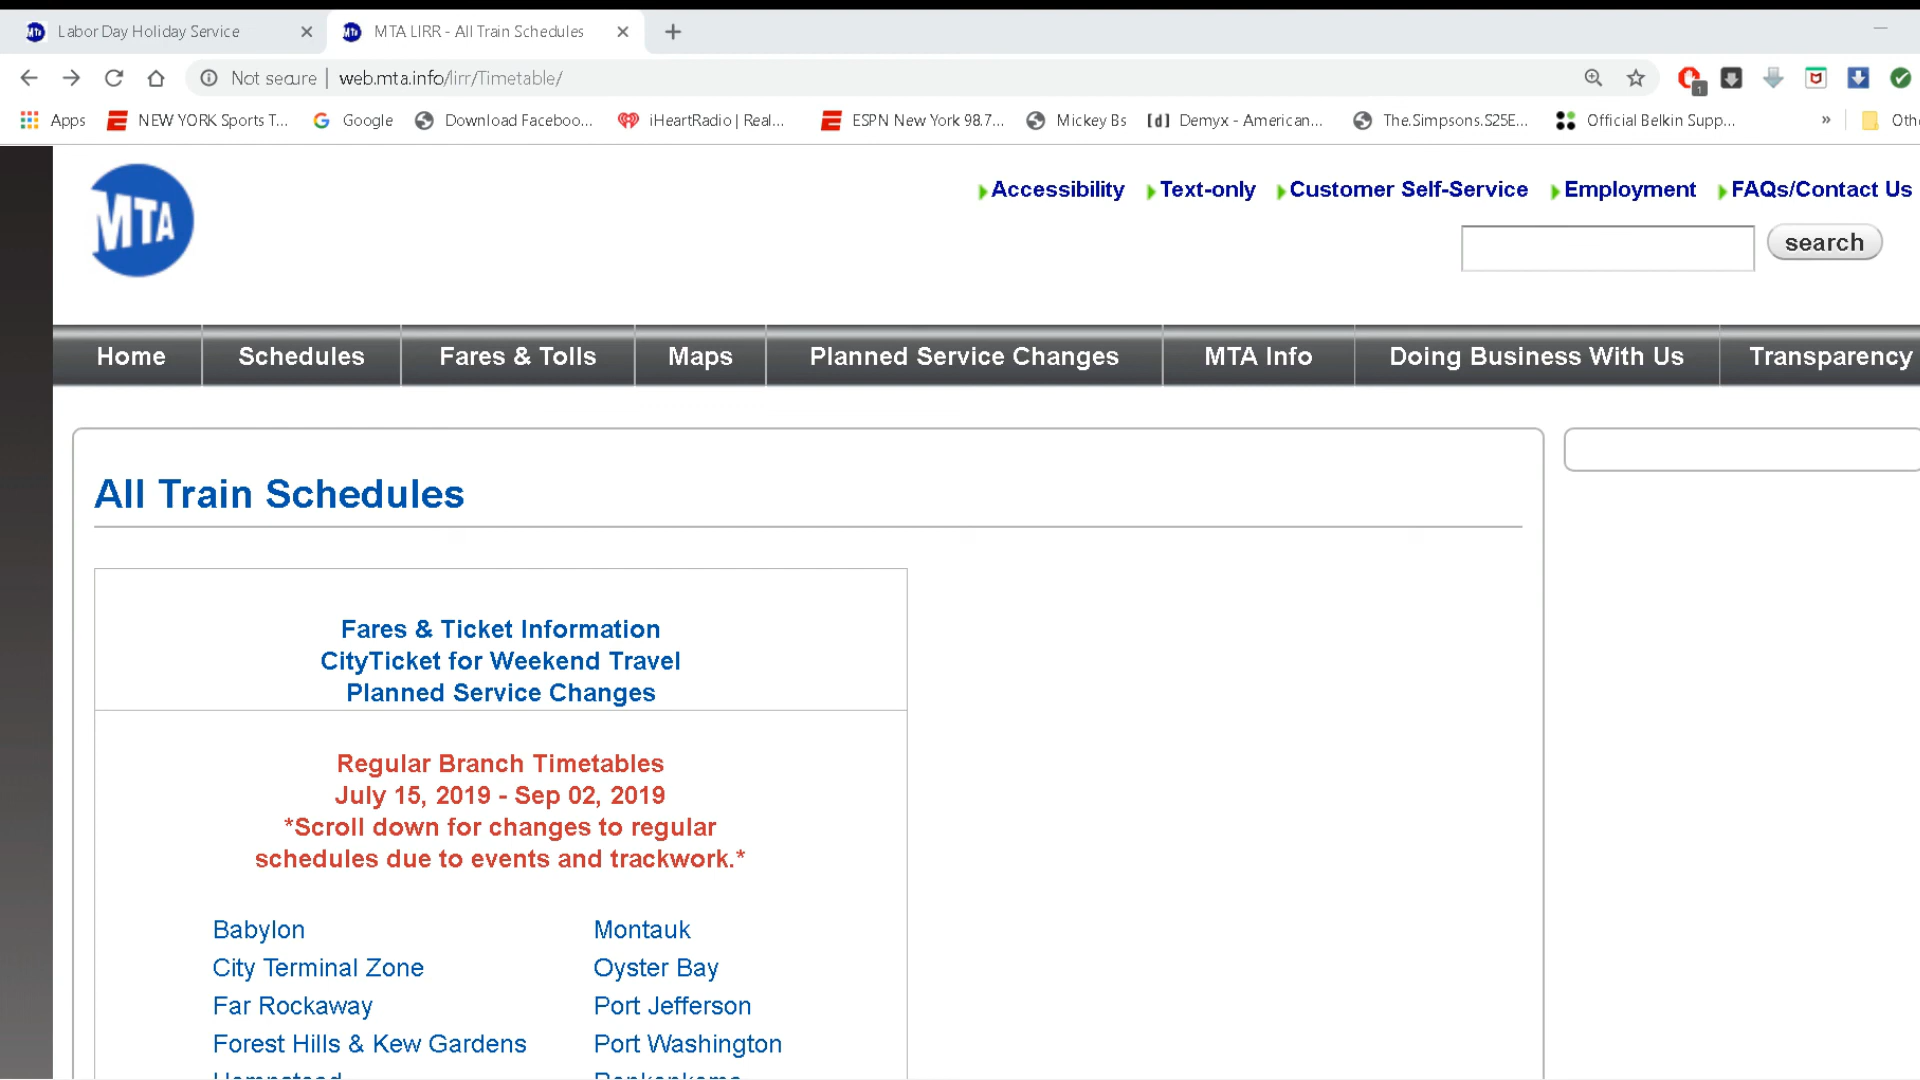 Labor Day Holiday Service
MTA LIRR - All Train Schedules
Not secure | web.mta.info/lirr/Timetable/
1
Apps
NEW YORK Sports T...
Google
Download Faceboo...
iHeartRadio | Real...
ESPN New York 98.7...
Mickey Bs
[d] Demyx - American...
The.Simpsons.S25E...
Official Belkin Supp...
»
Othe
MTA
Accessibility
Text-only
Customer Self-Service
Employment
FAQs/Contact Us
search
Home
Schedules
Fares & Tolls
Maps
Planned Service Changes
MTA Info
Doing Business With Us
Transparency
All Train Schedules
Fares & Ticket Information
CityTicket for Weekend Travel
Planned Service Changes
Regular Branch Timetables
July 15, 2019 - Sep 02, 2019
*Scroll down for changes to regular
schedules due to events and trackwork.*
Babylon
Montauk
City Terminal Zone
Oyster Bay
Far Rockaway
Port Jefferson
Forest Hills & Kew Gardens
Port Washington